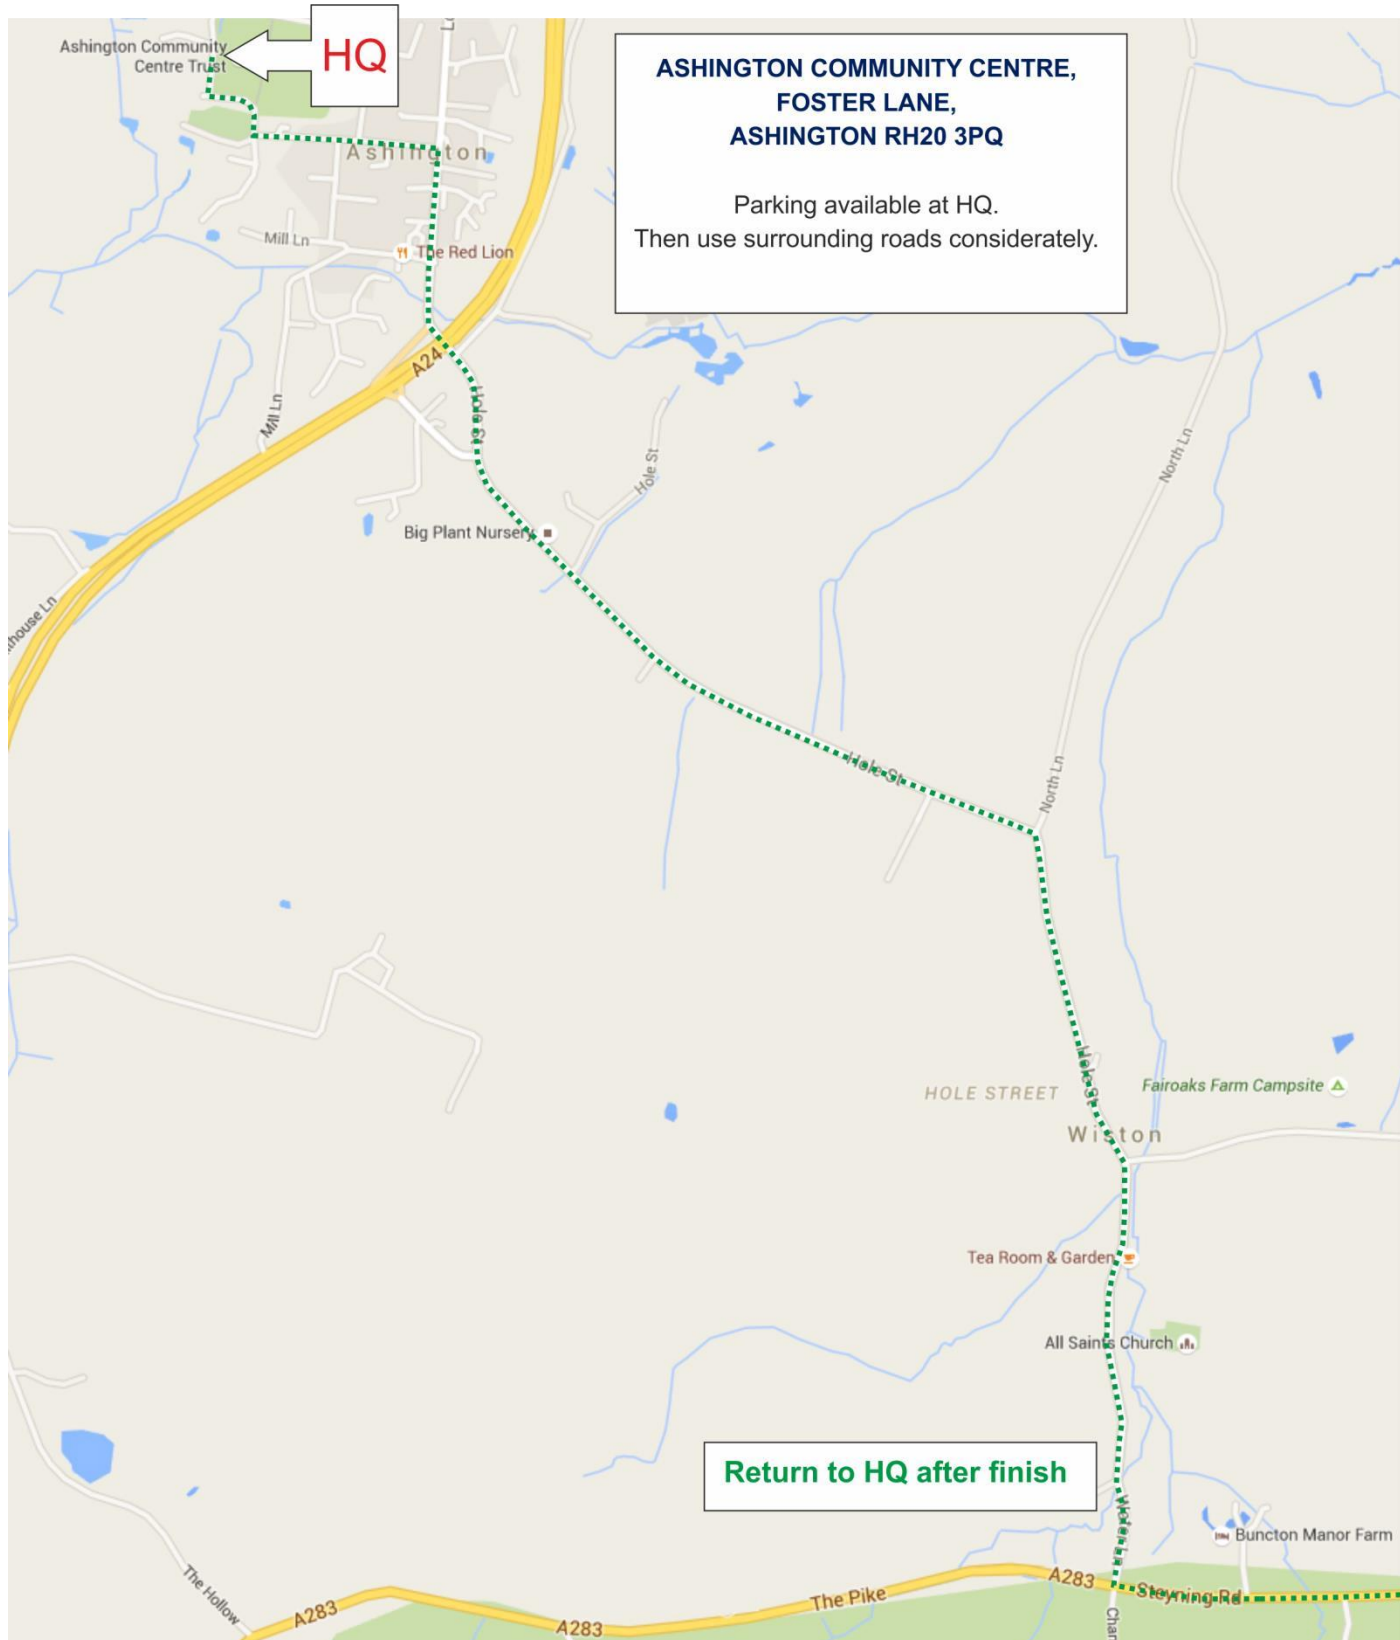 Ashington Community
Centre Trust
HQ
ASHINGTON COMMUNITY CENTRE,
FOSTER LANE,
ASHINGTON RH20 3PQ
Parking available at HQ.
Then use surrounding roads considerately.
Ashington
Mill Ln
The Red Lion
A24
Mill Ln
Hole St
Hole St
North Ln
Big Plant Nursery
Hole St
North Ln
Hole St
HOLE STREET
Fairoaks Farm Campsite
Wiston
Tea Room & Garden
All Saints Church
Return to HQ after finish
Water Ln
Buncton Manor Farm
The Hollow
A283
A283
The Pike
A283
Steyning Rd